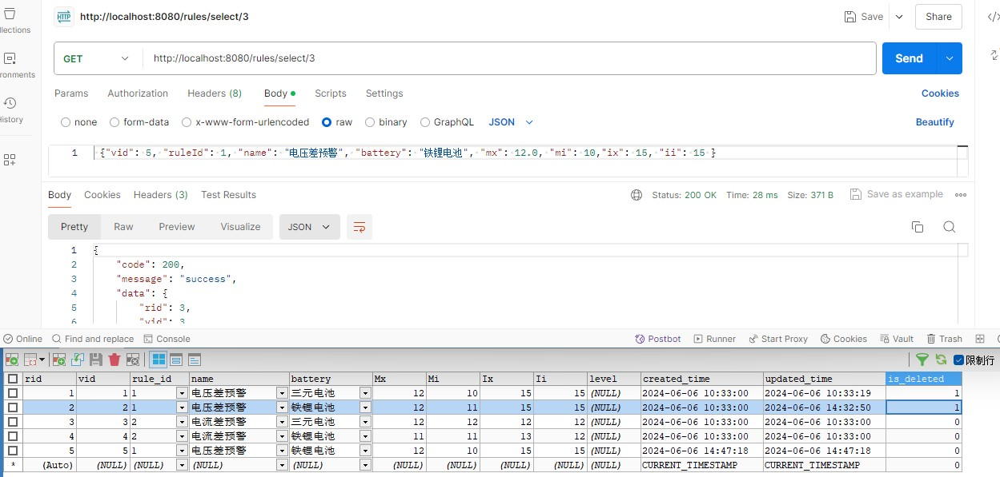 HTTP http://localhost:8080/rules/select/3 Save Share
llections
GET http://localhost:8080/rules/select/3 Send
ronments
Params Authorization Headers (8) Body Scripts Settings Cookies
History
none form-data x-www-form-urlencoded raw binary GraphQL JSON Beautify
1 {"vid": 5, "ruleId": 1, "name": "电压差预警", "battery": "铁锂电池", "mx": 12.0, "mi": 10,"ix": 15, "ii": 15 }
Body Cookies Headers (3) Test Results Status: 200 OK Time: 28 ms Size: 371 B Save as example
Pretty Raw Preview Visualize JSON
1 {
2 "code": 200,
3 "message": "success",
4 "data": {
5 "rid": 3,
6 "vid": 3
Online Find and replace Console Postbot Runner Start Proxy Cookies Vault Trash
限制行
rid vid rule_id name battery Mx Mi Ix Ii level created_time updated_time is_deleted
1 1 1 电压差预警 三元电池 12 10 15 15 (NULL) 2024-06-06 10:33:00 2024-06-06 10:33:19 1
2 2 1 电压差预警 铁锂电池 12 11 15 15 (NULL) 2024-06-06 10:33:00 2024-06-06 14:32:50 1
3 3 2 电流差预警 三元电池 12 12 12 12 (NULL) 2024-06-06 10:33:00 2024-06-06 10:33:00 0
4 4 2 电流差预警 铁锂电池 11 11 13 12 (NULL) 2024-06-06 10:33:00 2024-06-06 10:33:00 0
5 5 1 电压差预警 铁锂电池 12 10 15 15 (NULL) 2024-06-06 14:47:18 2024-06-06 14:47:18 0
* (Auto) (NULL) (NULL) (NULL) (NULL) (NULL) (NULL) (NULL) (NULL) (NULL) CURRENT_TIMESTAMP CURRENT_TIMESTAMP 0